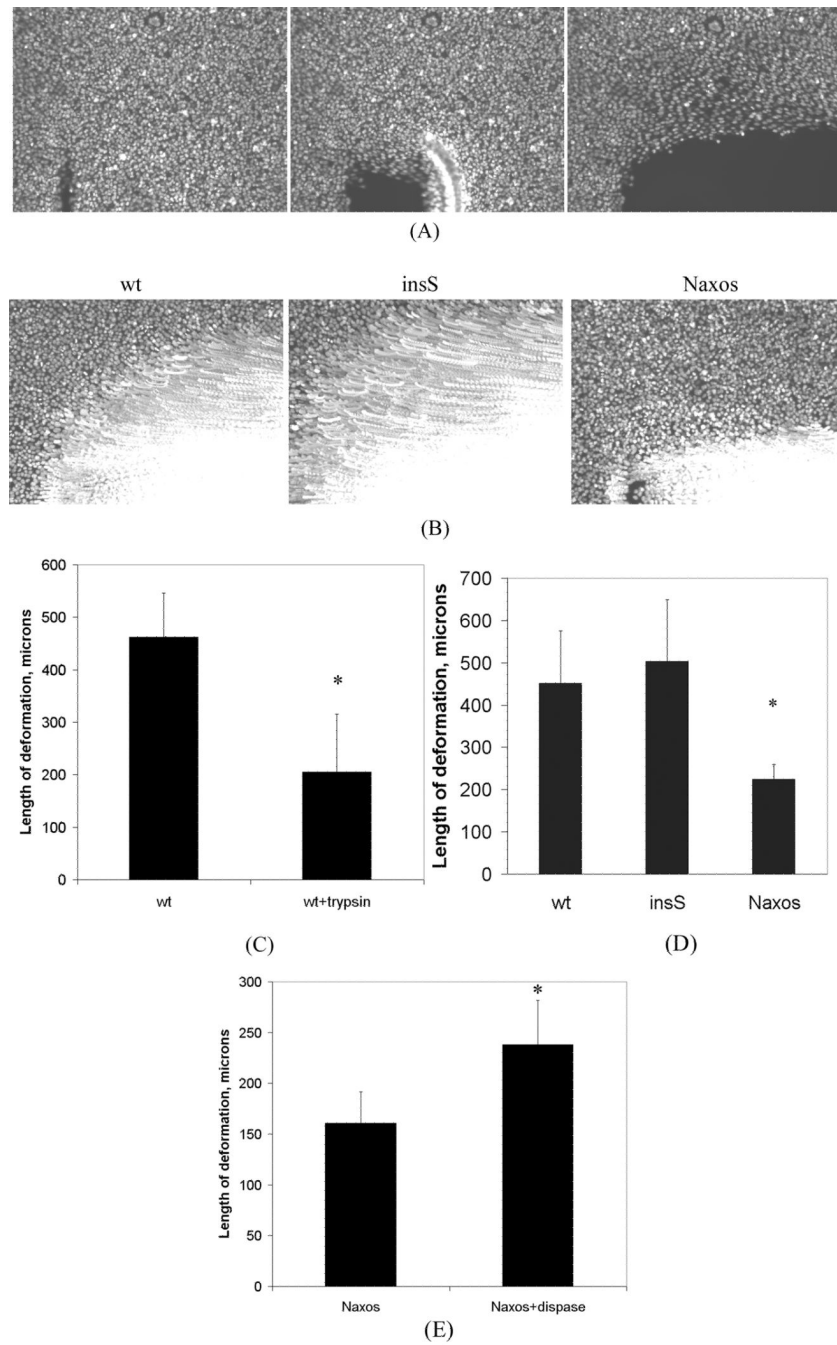 (A)
wt
insS
Naxos
(B)
Length of deformation, microns
600
500
400
300
200
100
0
*
wt
wt+trypsin
(C)
Length of deformation, microns
700
600
500
400
300
200
100
0
*
wt
insS
Naxos
(D)
Length of deformation, microns
300
250
200
150
100
50
0
*
Naxos
Naxos+dispase
(E)